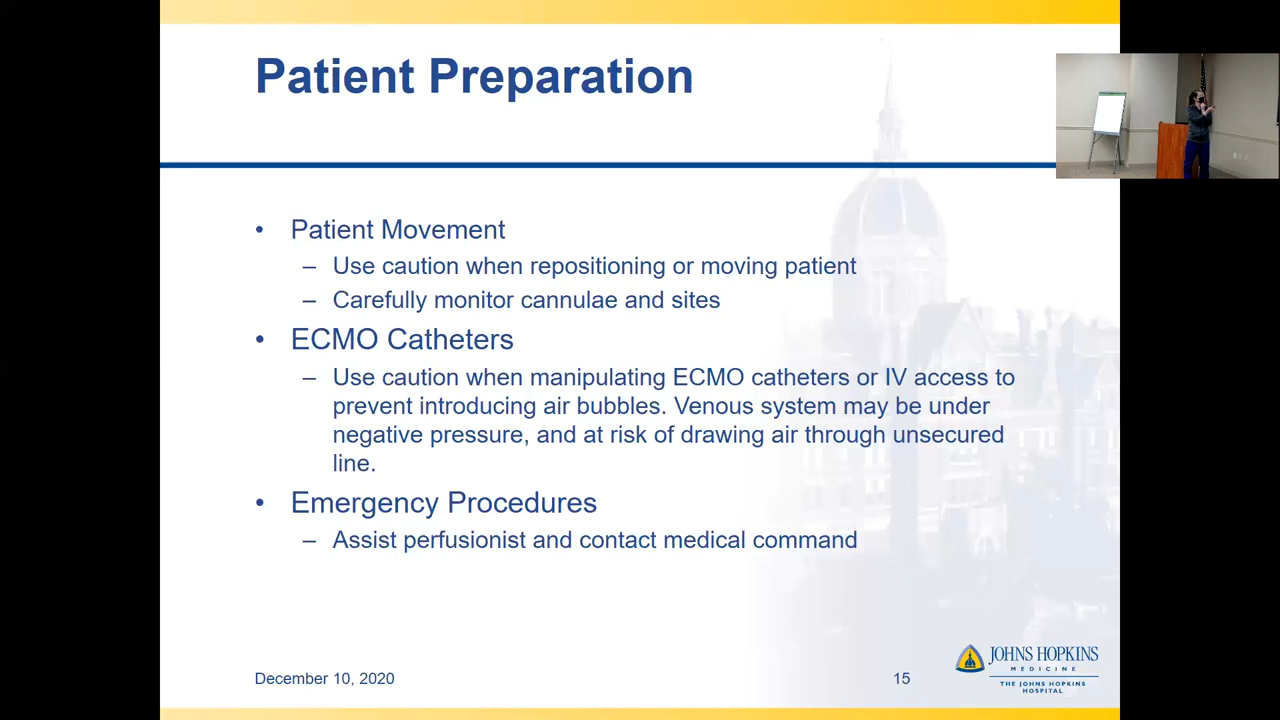 Patient Preparation
• Patient Movement
– Use caution when repositioning or moving patient
– Carefully monitor cannulae and sites
• ECMO Catheters
– Use caution when manipulating ECMO catheters or IV access to
prevent introducing air bubbles. Venous system may be under
negative pressure, and at risk of drawing air through unsecured
line.
• Emergency Procedures
– Assist perfusionist and contact medical command
December 10, 2020
15
JOHNS HOPKINS
MEDICINE
THE JOHNS HOPKINS
HOSPITAL